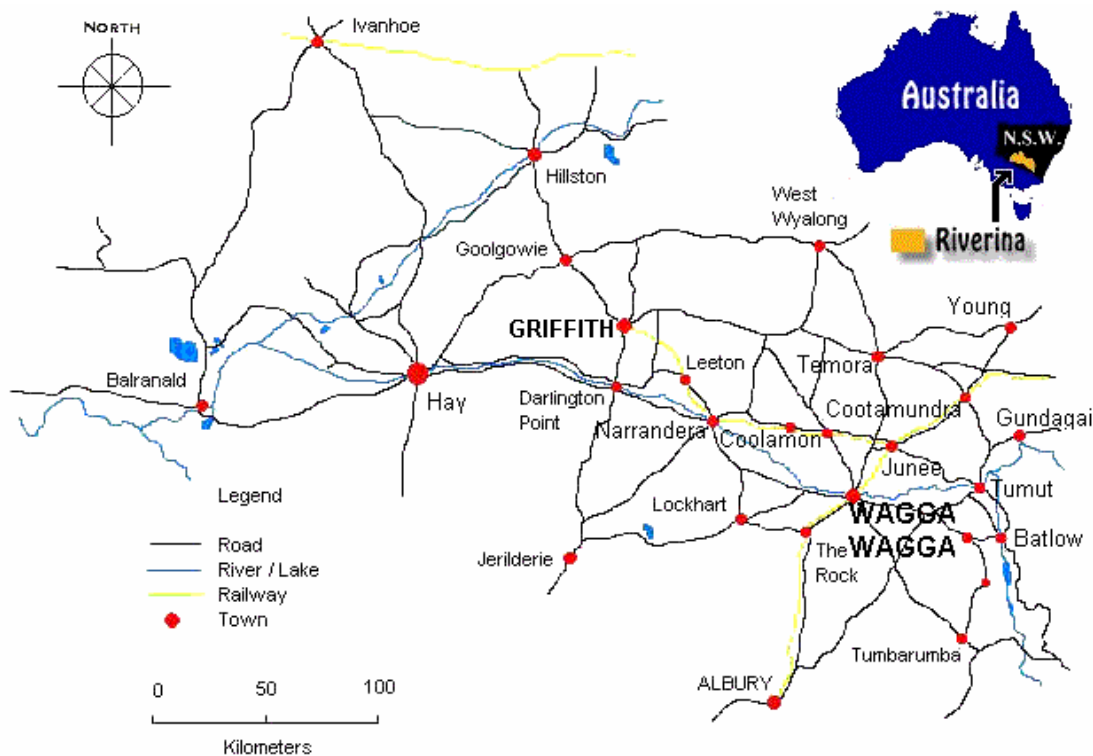 NORTH
Ivanhoe
Australia
N.S.W.
Riverina
Hillston
West
Wyalong
Goolgowie
Young
GRIFFITH
Leeton
Temora
Balranald
Hay
Darlington
Point
Cootamundra
Narrandera
Coolamon
Gundagai
Junee
Tumut
Legend
Lockhart
WAGGA
WAGGA
Batlow
Road
River / Lake
Railway
Town
Jerilderie
The
Rock
Tumbarumba
ALBURY
0 50 100
Kilometers